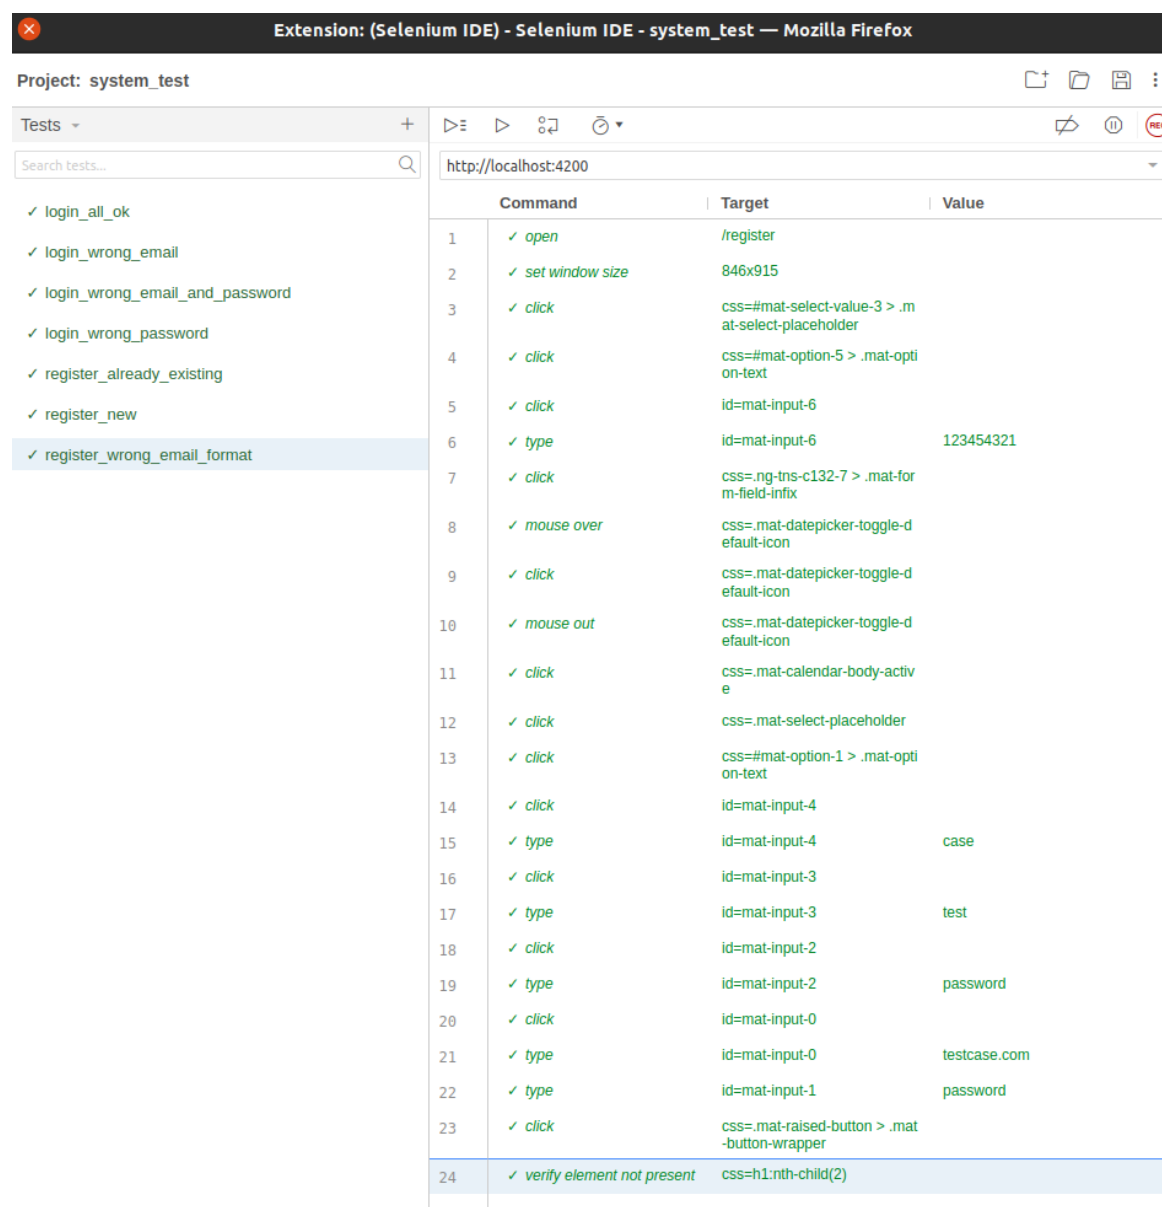 Extension: (Selenium IDE) - Selenium IDE - system_test — Mozilla Firefox
Project: system_test
Tests
Search tests...
✓ login_all_ok
✓ login_wrong_email
✓ login_wrong_email_and_password
✓ login_wrong_password
✓ register_already_existing
✓ register_new
✓ register_wrong_email_format
REC
http://localhost:4200
Command Target Value
1 ✓ open /register
2 ✓ set window size 846x915
3 ✓ click css=#mat-select-value-3 > .m
at-select-placeholder
4 ✓ click css=#mat-option-5 > .mat-opti
on-text
5 ✓ click id=mat-input-6
6 ✓ type id=mat-input-6 123454321
7 ✓ click css=.ng-tns-c132-7 > .mat-for
m-field-infix
8 ✓ mouse over css=.mat-datepicker-toggle-d
efault-icon
9 ✓ click css=.mat-datepicker-toggle-d
efault-icon
10 ✓ mouse out css=.mat-datepicker-toggle-d
efault-icon
11 ✓ click css=.mat-calendar-body-activ
e
12 ✓ click css=.mat-select-placeholder
13 ✓ click css=#mat-option-1 > .mat-opti
on-text
14 ✓ click id=mat-input-4
15 ✓ type id=mat-input-4 case
16 ✓ click id=mat-input-3
17 ✓ type id=mat-input-3 test
18 ✓ click id=mat-input-2
19 ✓ type id=mat-input-2 password
20 ✓ click id=mat-input-0
21 ✓ type id=mat-input-0 testcase.com
22 ✓ type id=mat-input-1 password
23 ✓ click css=.mat-raised-button > .mat
-button-wrapper
24 ✓ verify element not present css=h1:nth-child(2)